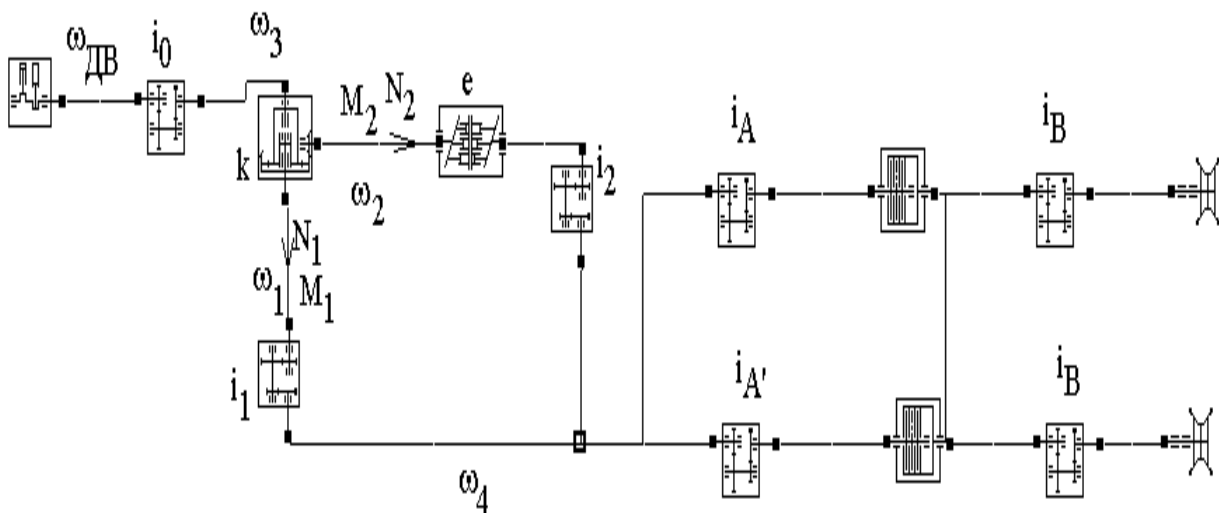 ω_ДВ i_0 ω_3
M_2 N_2 e
i_A i_B
k ω_2 i_2
N_1
ω_1 M_1
i_1 i_A' i_B
ω_4